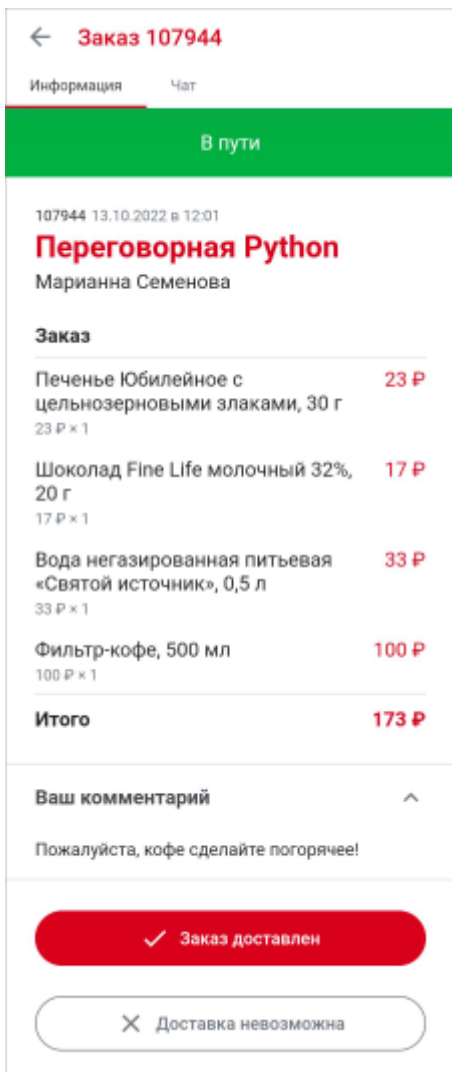 Заказ 107944
Информация Чат
В пути
107944 13.10.2022 в 12:01
Переговорная Python
Марианна Семенова
Заказ
Печенье Юбилейное с 23 ₽
цельнозерновыми злаками, 30 г
23 ₽ × 1
Шоколад Fine Life молочный 32%, 17 ₽
20 г
17 ₽ × 1
Вода негазированная питьевая 33 ₽
«Святой источник», 0,5 л
33 ₽ × 1
Фильтр-кофе, 500 мл 100 ₽
100 ₽ × 1
Итого 173 ₽
Ваш комментарий
Пожалуйста, кофе сделайте погорячее!
Заказ доставлен
Доставка невозможна